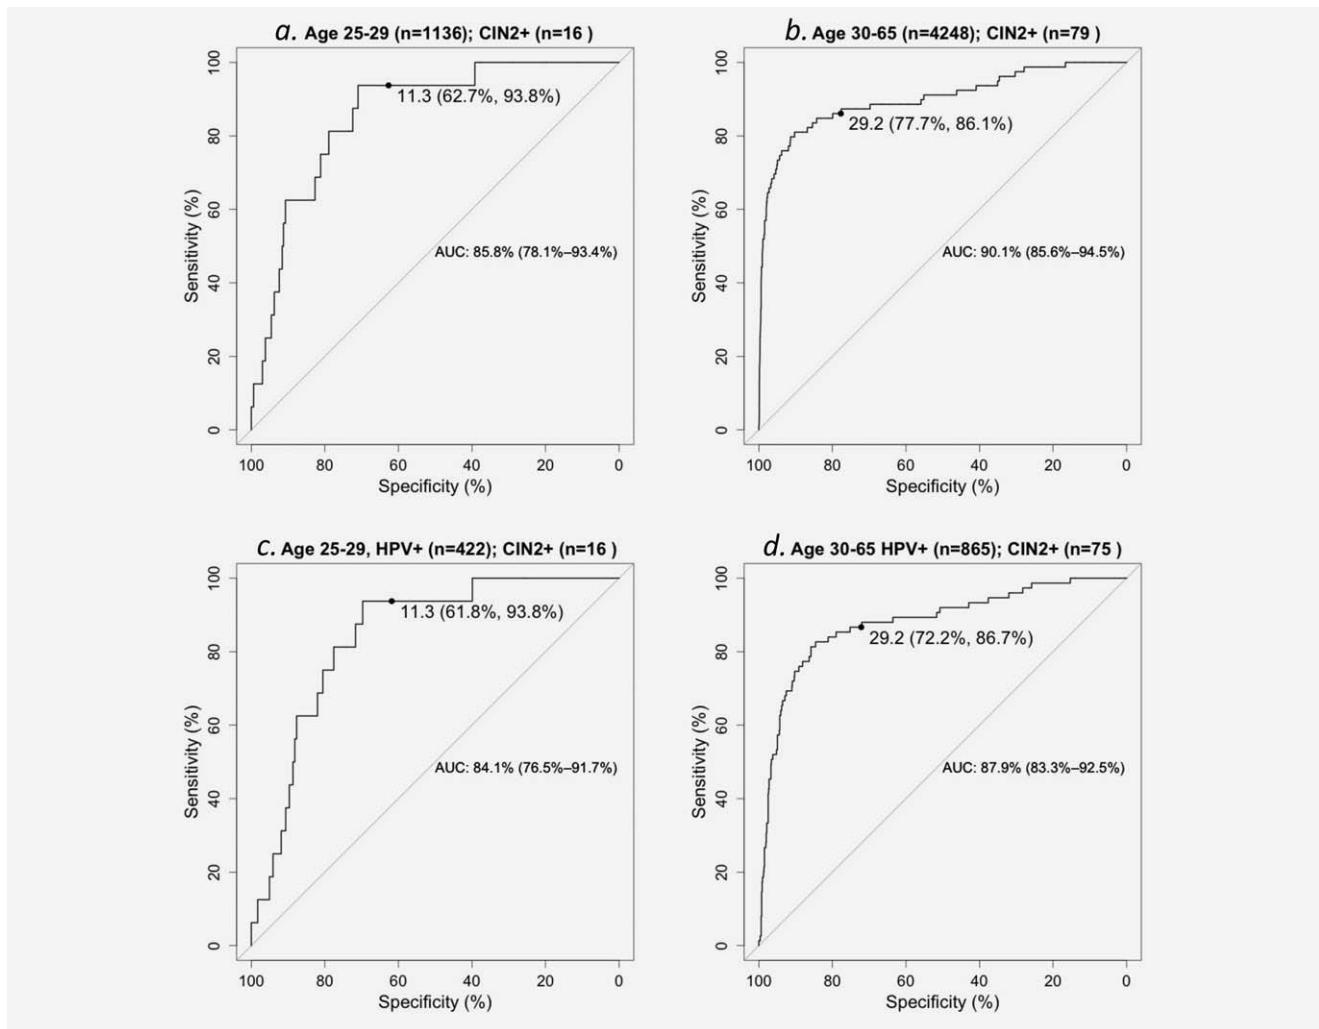 a. Age 25-29 (n=1136); CIN2+ (n=16 )
100
80
60
40
20
0
Sensitivity (%)
11.3 (62.7%, 93.8%)
AUC: 85.8% (78.1%–93.4%)
100 80 60 40 20 0
Specificity (%)
b. Age 30-65 (n=4248); CIN2+ (n=79 )
100
80
60
40
20
0
Sensitivity (%)
29.2 (77.7%, 86.1%)
AUC: 90.1% (85.6%–94.5%)
100 80 60 40 20 0
Specificity (%)
c. Age 25-29, HPV+ (n=422); CIN2+ (n=16 )
100
80
60
40
20
0
Sensitivity (%)
11.3 (61.8%, 93.8%)
AUC: 84.1% (76.5%–91.7%)
100 80 60 40 20 0
Specificity (%)
d. Age 30-65 HPV+ (n=865); CIN2+ (n=75 )
100
80
60
40
20
0
Sensitivity (%)
29.2 (72.2%, 86.7%)
AUC: 87.9% (83.3%–92.5%)
100 80 60 40 20 0
Specificity (%)